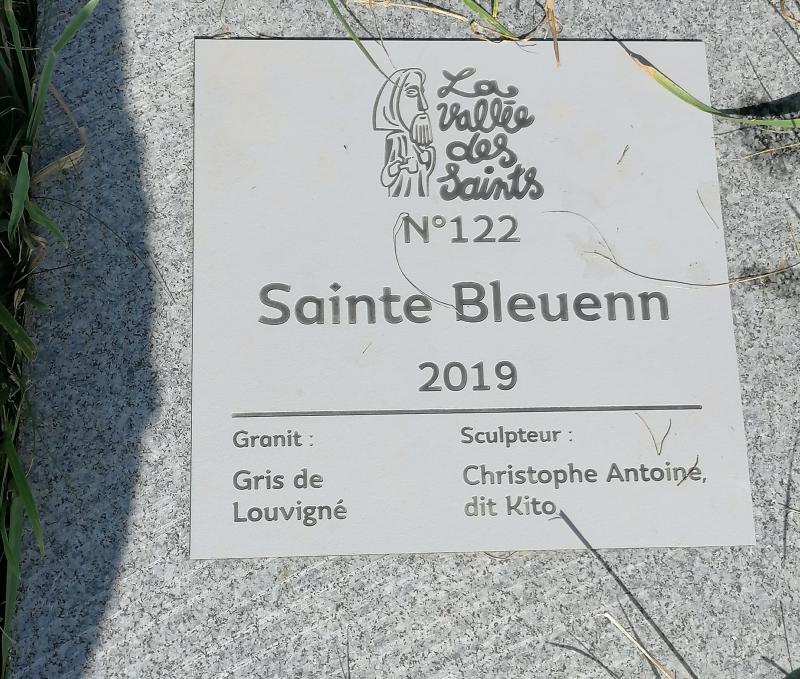 La
Vallée
des
Saints
N°122
Sainte Bleuenn
2019
Granit :
Gris de
Louvigné
Sculpteur :
Christophe Antoine,
dit Kito